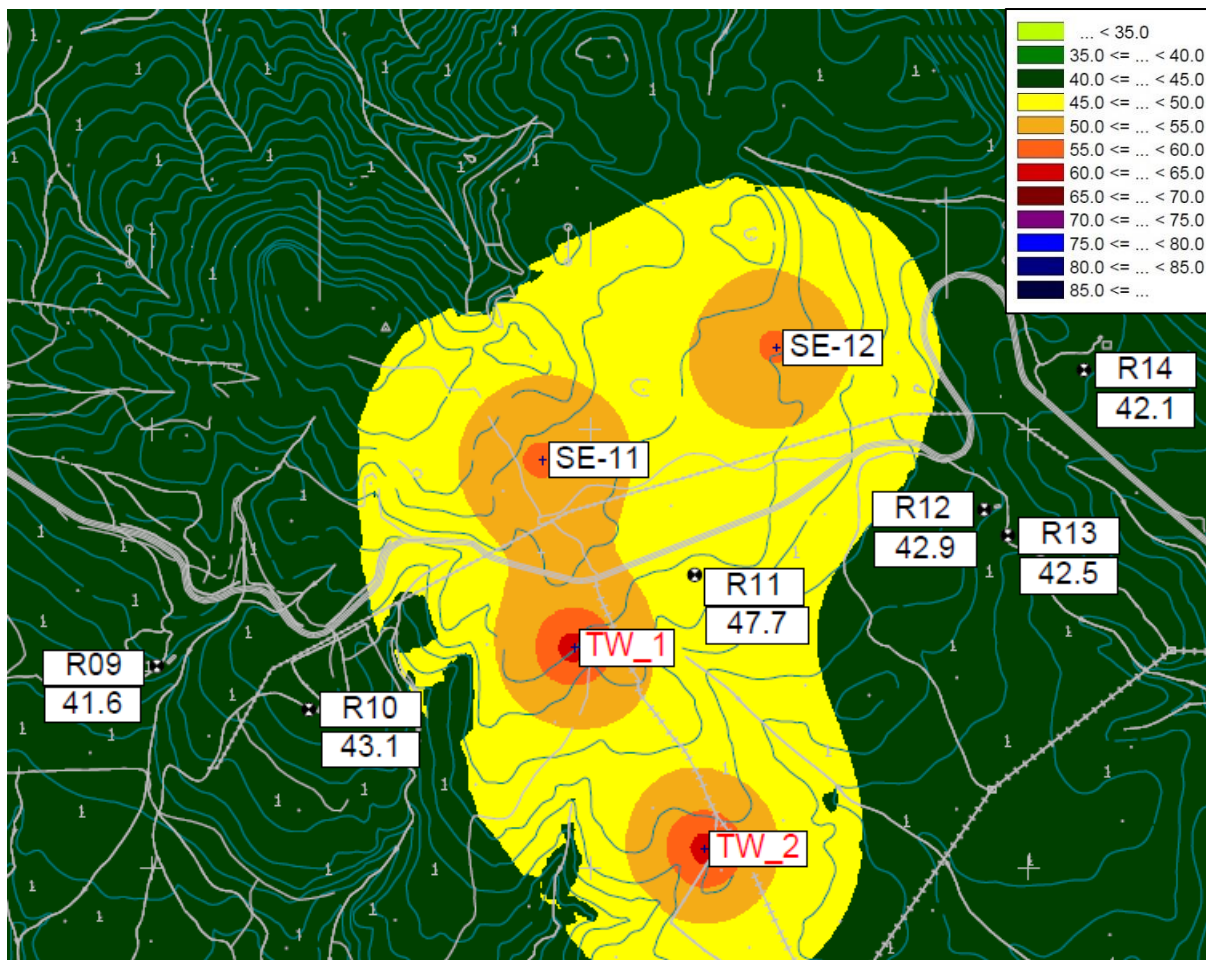 ... < 35.0
35.0 <= ... < 40.0
40.0 <= ... < 45.0
45.0 <= ... < 50.0
50.0 <= ... < 55.0
55.0 <= ... < 60.0
60.0 <= ... < 65.0
65.0 <= ... < 70.0
70.0 <= ... < 75.0
75.0 <= ... < 80.0
80.0 <= ... < 85.0
85.0 <= ...
SE-12
R14
42.1
SE-11
R12
42.9
R13
42.5
R11
47.7
TW_1
R09
41.6
R10
43.1
TW_2